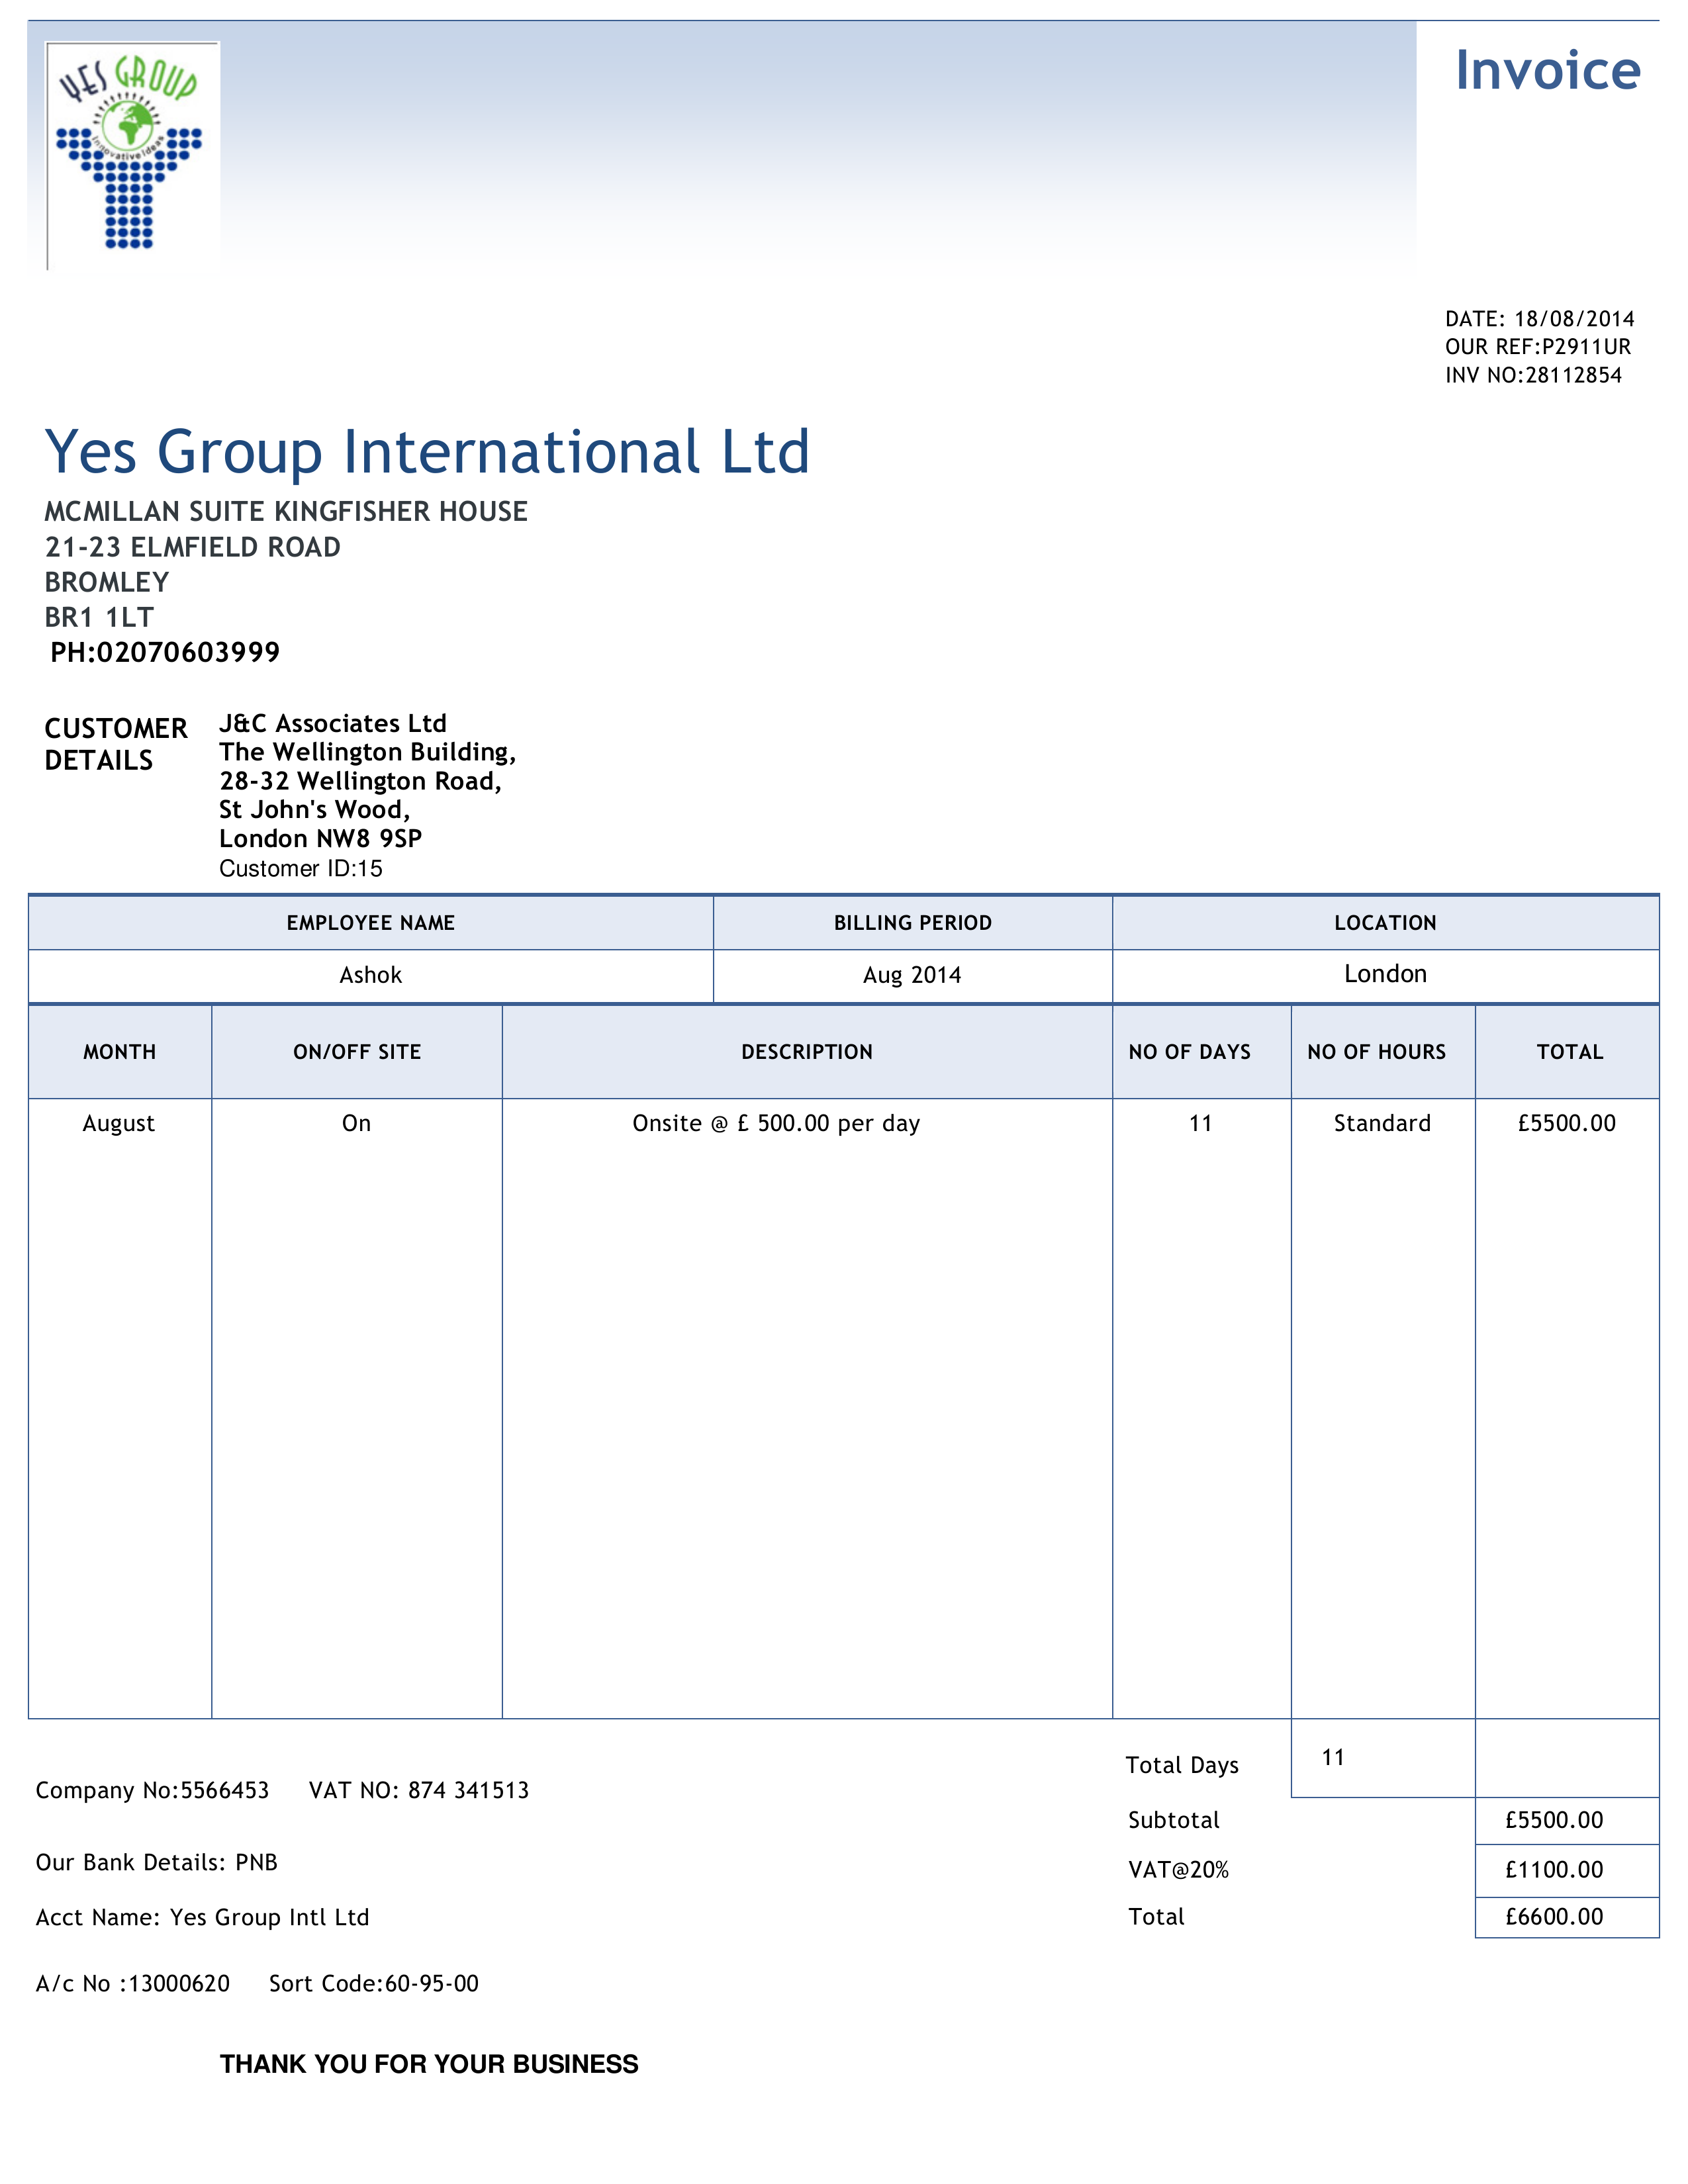 YES GROUP
Innovative Ideas
Invoice
DATE: 18/08/2014
OUR REF:P2911UR
INV NO:28112854
Yes Group International Ltd
MCMILLAN SUITE KINGFISHER HOUSE
21-23 ELMFIELD ROAD
BROMLEY
BR1 1LT
PH:02070603999
CUSTOMER DETAILS
J&C Associates Ltd
The Wellington Building,
28-32 Wellington Road,
St John's Wood,
London NW8 9SP
Customer ID:15
EMPLOYEE NAME BILLING PERIOD LOCATION
Ashok Aug 2014 London
MONTH ON/OFF SITE DESCRIPTION NO OF DAYS NO OF HOURS TOTAL
August On Onsite @ £ 500.00 per day 11 Standard £5500.00
Total Days 11
Company No:5566453 VAT NO: 874 341513
Subtotal £5500.00
Our Bank Details: PNB
VAT@20% £1100.00
Acct Name: Yes Group Intl Ltd
Total £6600.00
A/c No :13000620 Sort Code:60-95-00
THANK YOU FOR YOUR BUSINESS